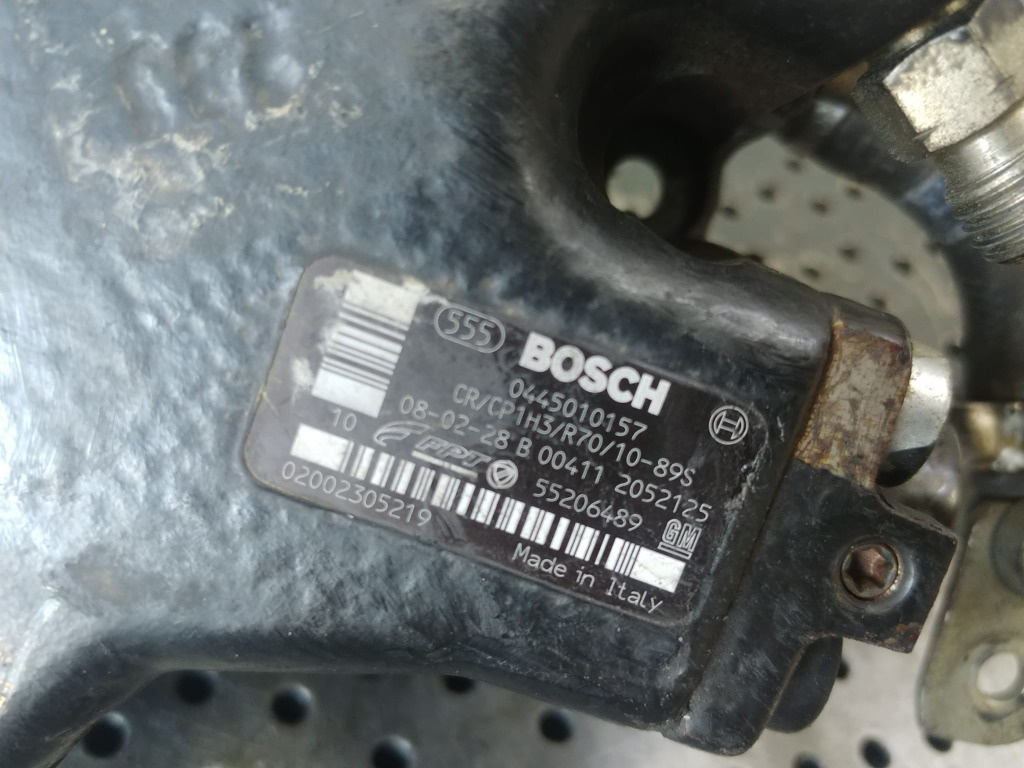 555 BOSCH
0445010157
CR/CP1H3/R70/10-89S
08-02-28 B 00411 2052125
10 FPT 55206489 GM
02002305219
Made in Italy